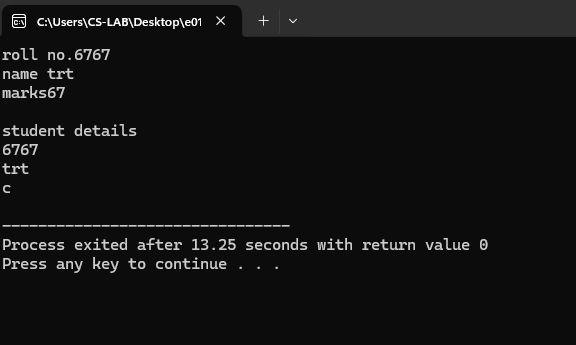 C:\Users\CS-LAB\Desktop\e01
roll no.6767
name trt
marks67
student details
6767
trt
c
--------------------------------
Process exited after 13.25 seconds with return value 0
Press any key to continue . . .